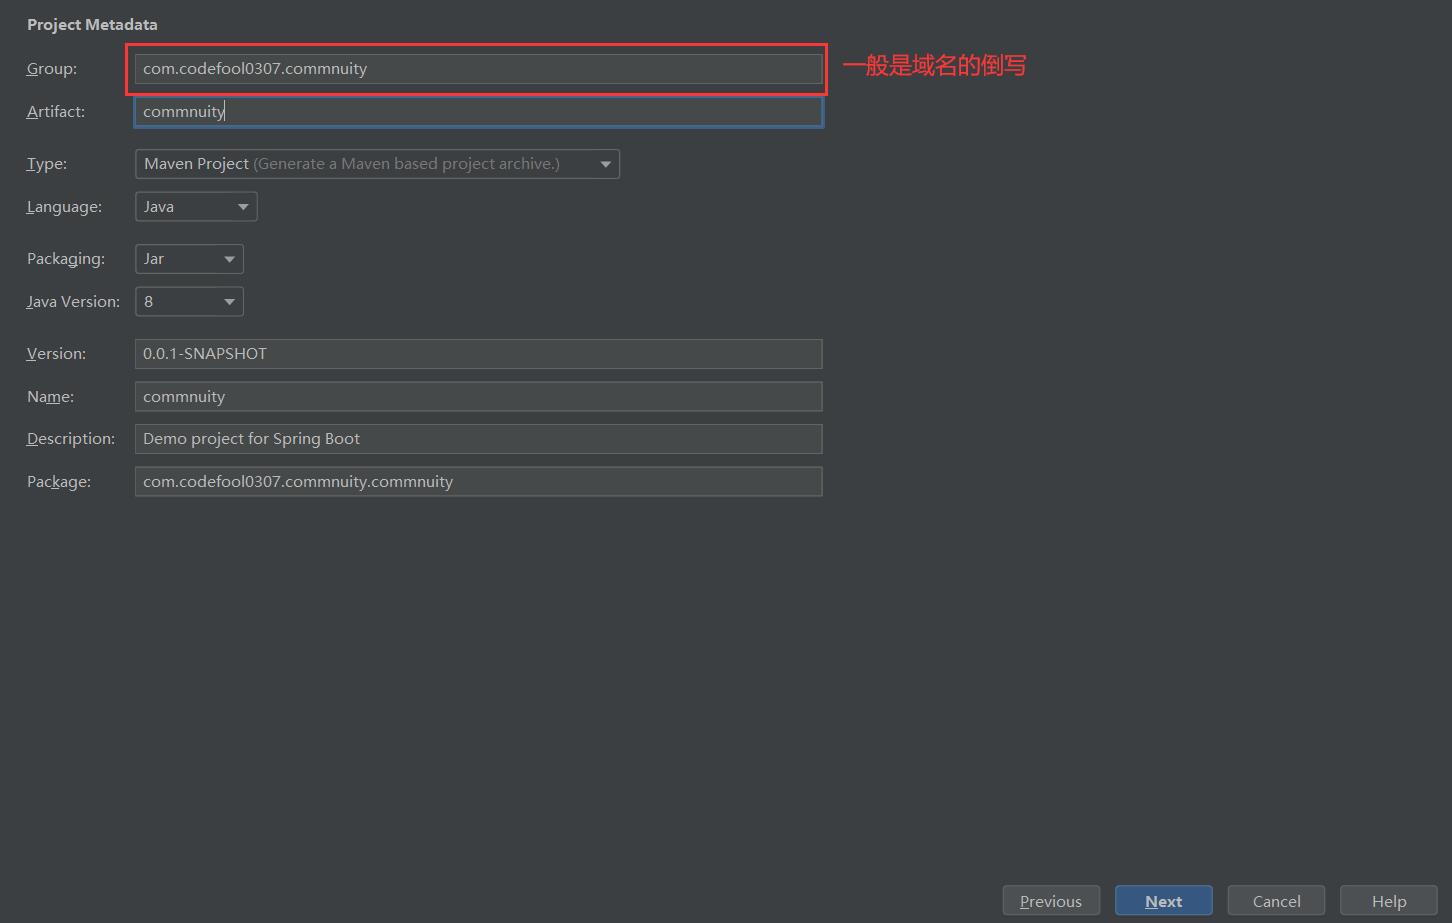 Project Metadata
Group: com.codefool0307.commnuity 一般是域名的倒写
Artifact: commnuity
Type: Maven Project (Generate a Maven based project archive.)
Language: Java
Packaging: Jar
Java Version: 8
Version: 0.0.1-SNAPSHOT
Name: commnuity
Description: Demo project for Spring Boot
Package: com.codefool0307.commnuity.commnuity
Previous Next Cancel Help